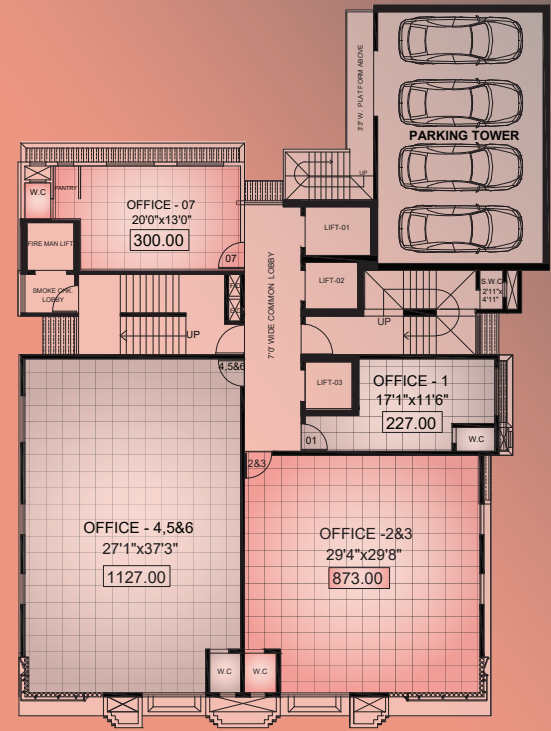 3'3" W. PLATFORM ABOVE
PARKING TOWER
UP
W.C
PANTRY
OFFICE - 07
20'0"x13'0"
300.00
07
FIRE MAN LIFT
SMOKE CHK.
LOBBY
UP
7'0' WIDE COMMON LOBBY
LIFT-01
LIFT-02
LIFT-03
UP
S.W.C
2'11"x
4'11"
4,5&6
OFFICE - 1
17'1"x11'6"
227.00
W.C
01
2&3
OFFICE - 4,5&6
27'1"x37'3"
1127.00
OFFICE -2&3
29'4"x29'8"
873.00
W.C
W.C